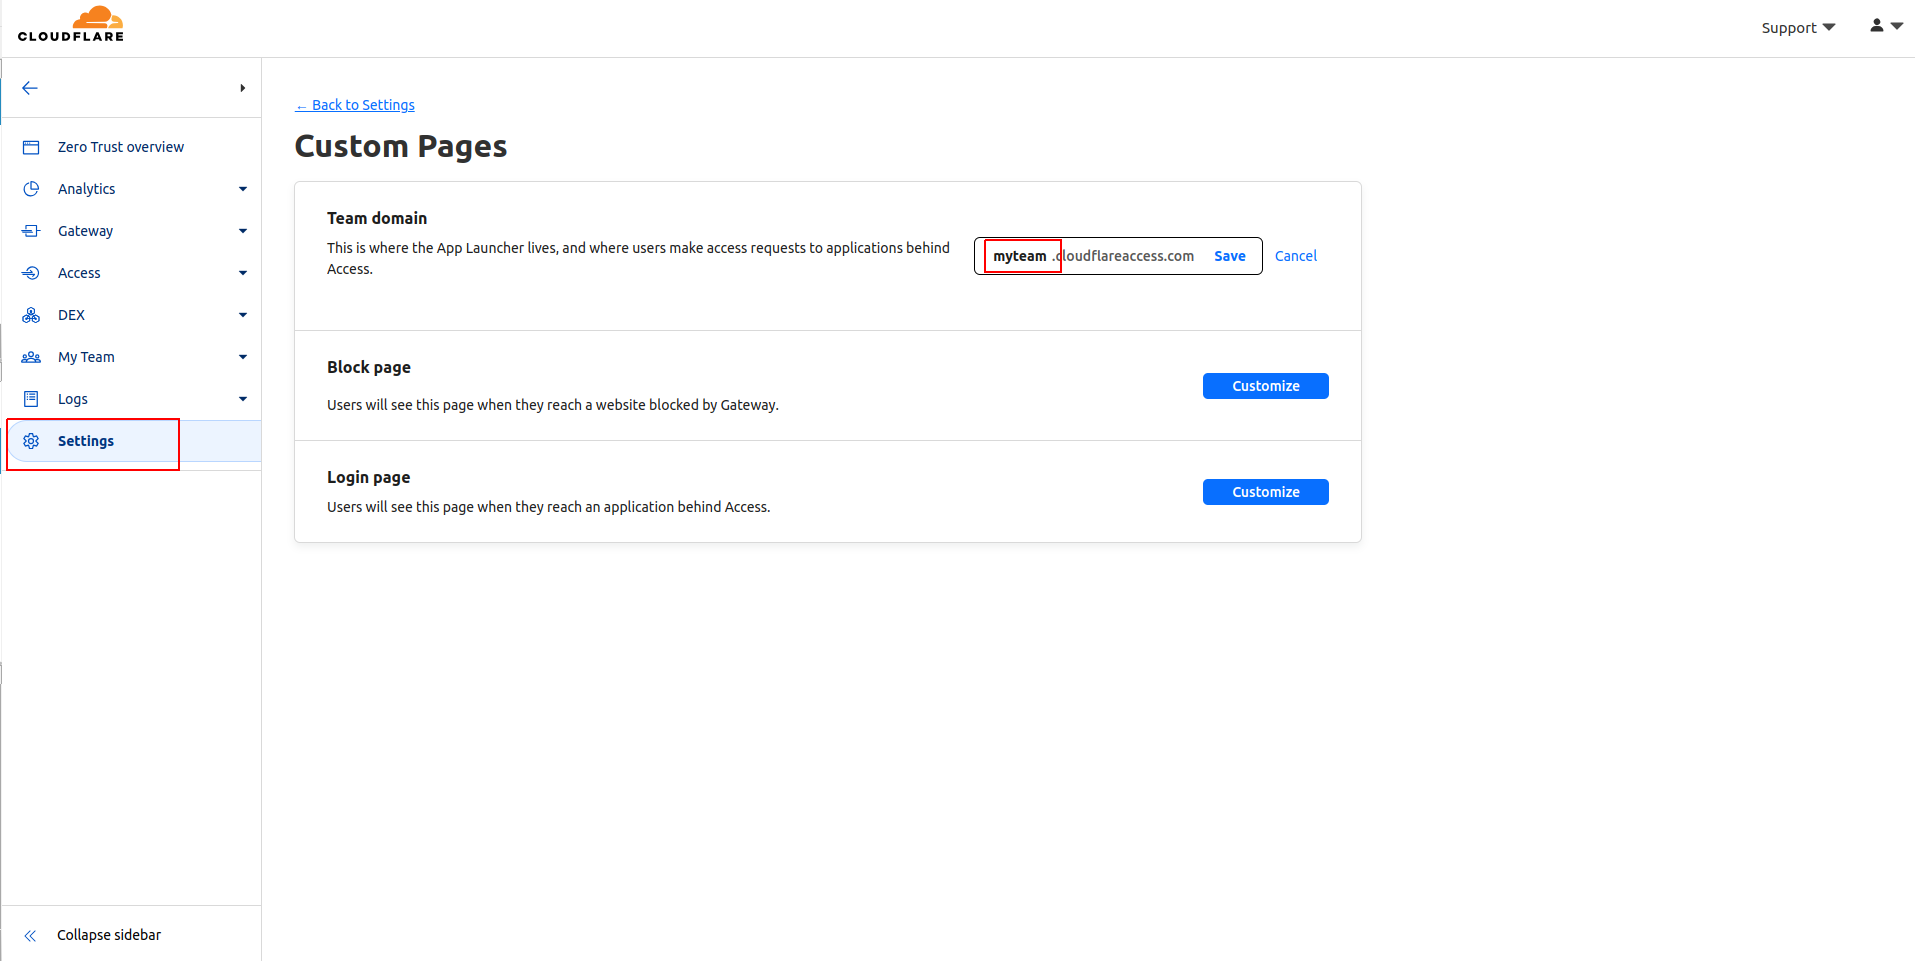 CLOUDFLARE
Support
Zero Trust overview
Analytics
Gateway
Access
DEX
My Team
Logs
Settings
Collapse sidebar
← Back to Settings
Custom Pages
Team domain
This is where the App Launcher lives, and where users make access requests to applications behind
Access.
myteam .cloudflareaccess.com Save Cancel
Block page
Users will see this page when they reach a website blocked by Gateway.
Customize
Login page
Users will see this page when they reach an application behind Access.
Customize